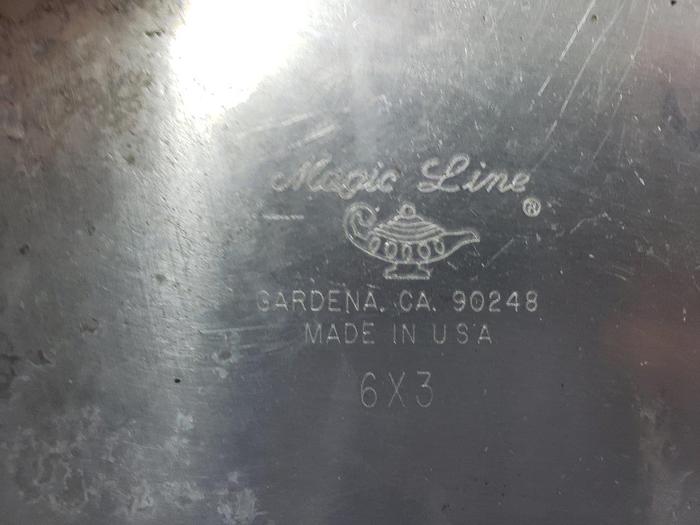 Magic Line
®
GARDENA, CA. 90248
MADE IN USA
6X3